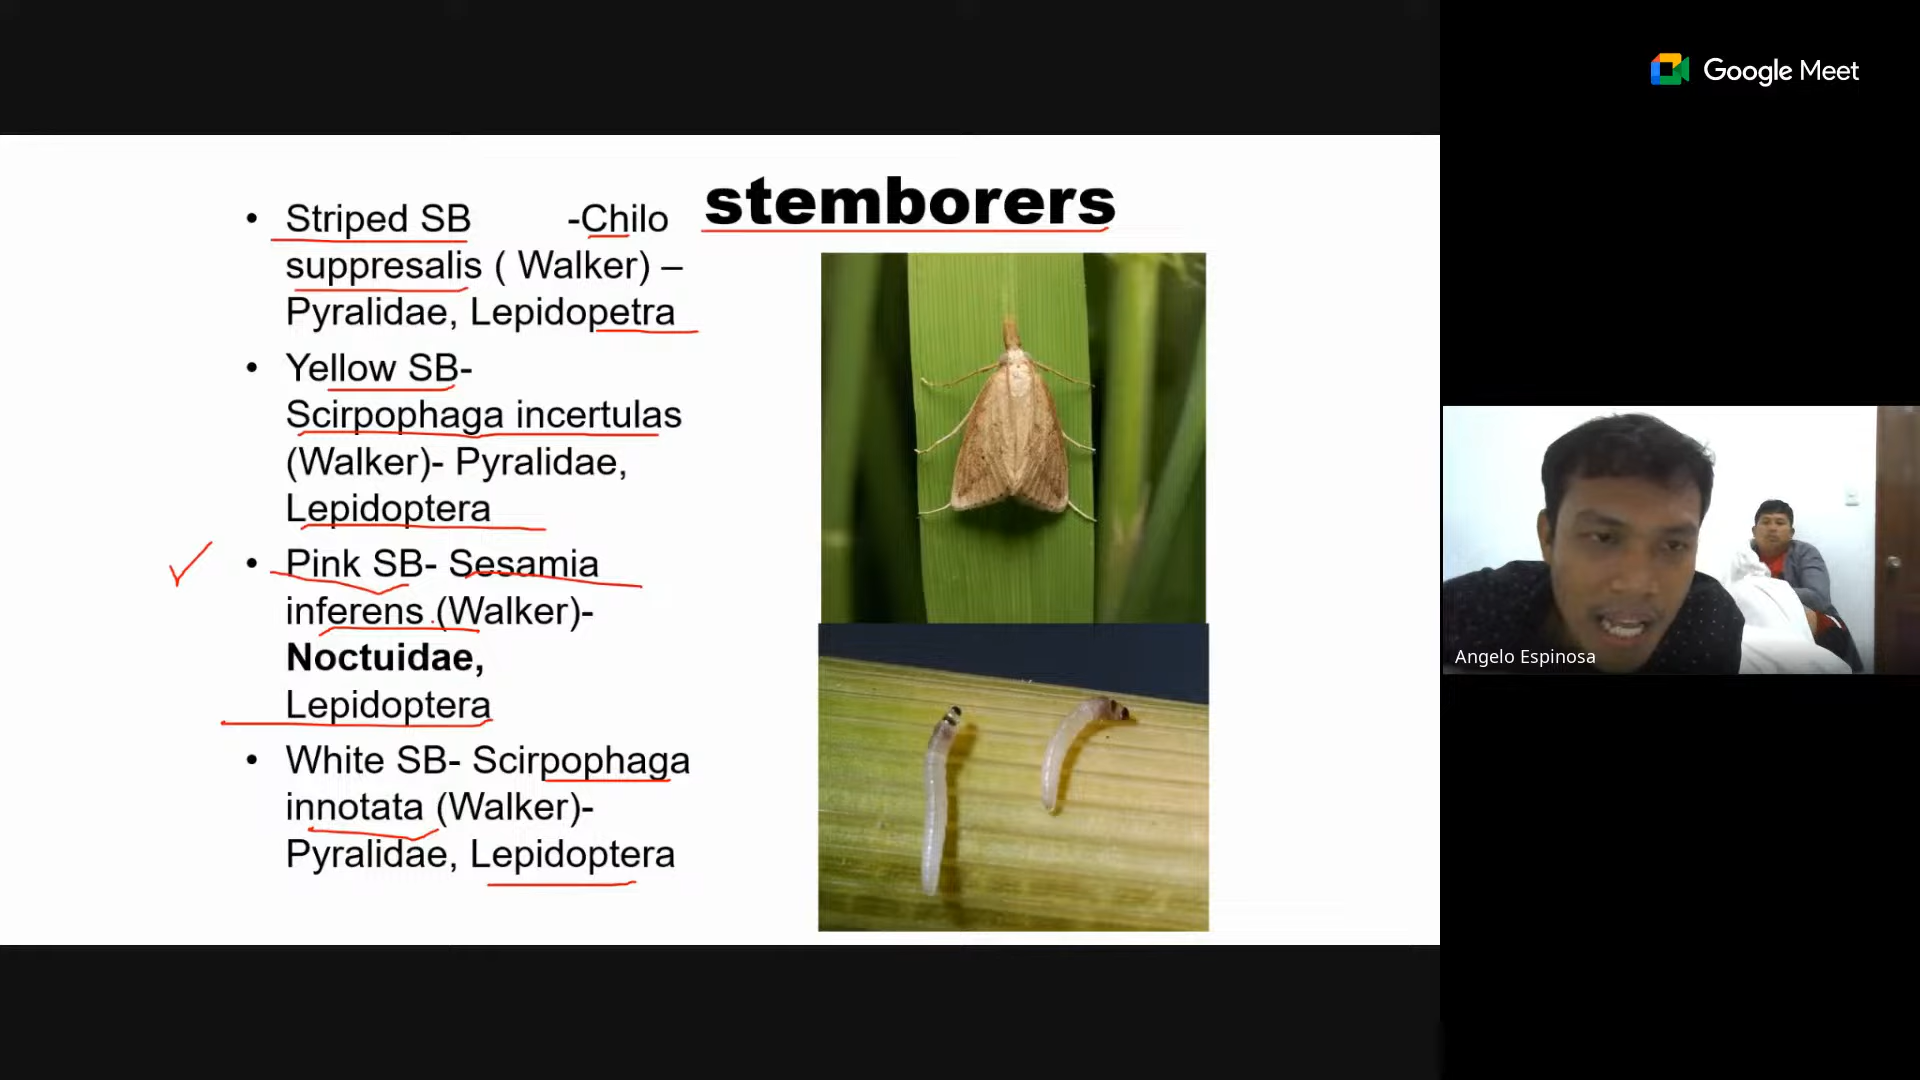 stemborers
• Striped SB -Chilo
suppresalis ( Walker) –
Pyralidae, Lepidopetra
• Yellow SB-
Scirpophaga incertulas
(Walker)- Pyralidae,
Lepidoptera
• Pink SB- Sesamia
inferens (Walker)-
Noctuidae,
Lepidoptera
• White SB- Scirpophaga
innotata (Walker)-
Pyralidae, Lepidoptera
Google Meet
Angelo Espinosa